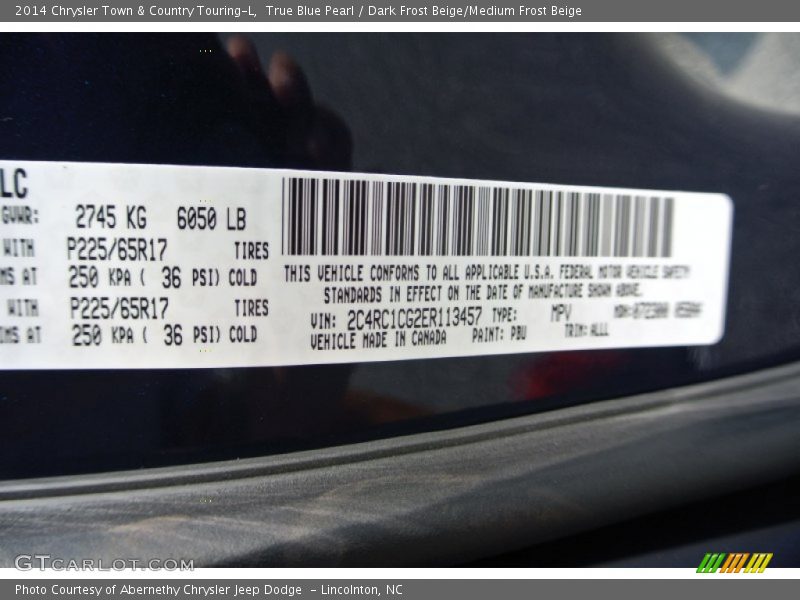 2014 Chrysler Town & Country Touring-L,  True Blue Pearl / Dark Frost Beige/Medium Frost Beige
LC
GVWR: 2745 KG 6050 LB
WITH P225/65R17 TIRES
MS AT 250 KPA ( 36 PSI) COLD
WITH P225/65R17 TIRES
IMS AT 250 KPA ( 36 PSI) COLD
THIS VEHICLE CONFORMS TO ALL APPLICABLE U.S.A. FEDERAL MOTOR VEHICLE SAFETY
STANDARDS IN EFFECT ON THE DATE OF MANUFACTURE SHOWN ABOVE.
VIN: 2C4RC1CG2ER113457 TYPE: MPV MDH:
VEHICLE MADE IN CANADA PAINT: PBU TRIM: ALLL
GTCARLOT.COM
Photo Courtesy of Abernethy Chrysler Jeep Dodge - Lincolnton, NC